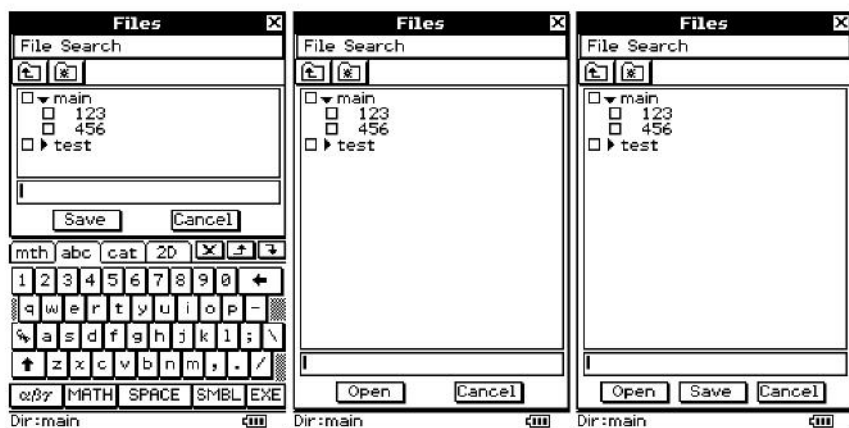 Files X
File Search
main
123
456
test
Save Cancel
mth abc cat 2D
1 2 3 4 5 6 7 8 9 0
q w e r t y u i o p -
a s d f g h j k l ; \
z x c v b n m , . /
αβγ MATH SPACE SMBL EXE
Dir:main
Files X
File Search
main
123
456
test
Open Cancel
Dir:main
Files X
File Search
main
123
456
test
Open Save Cancel
Dir:main